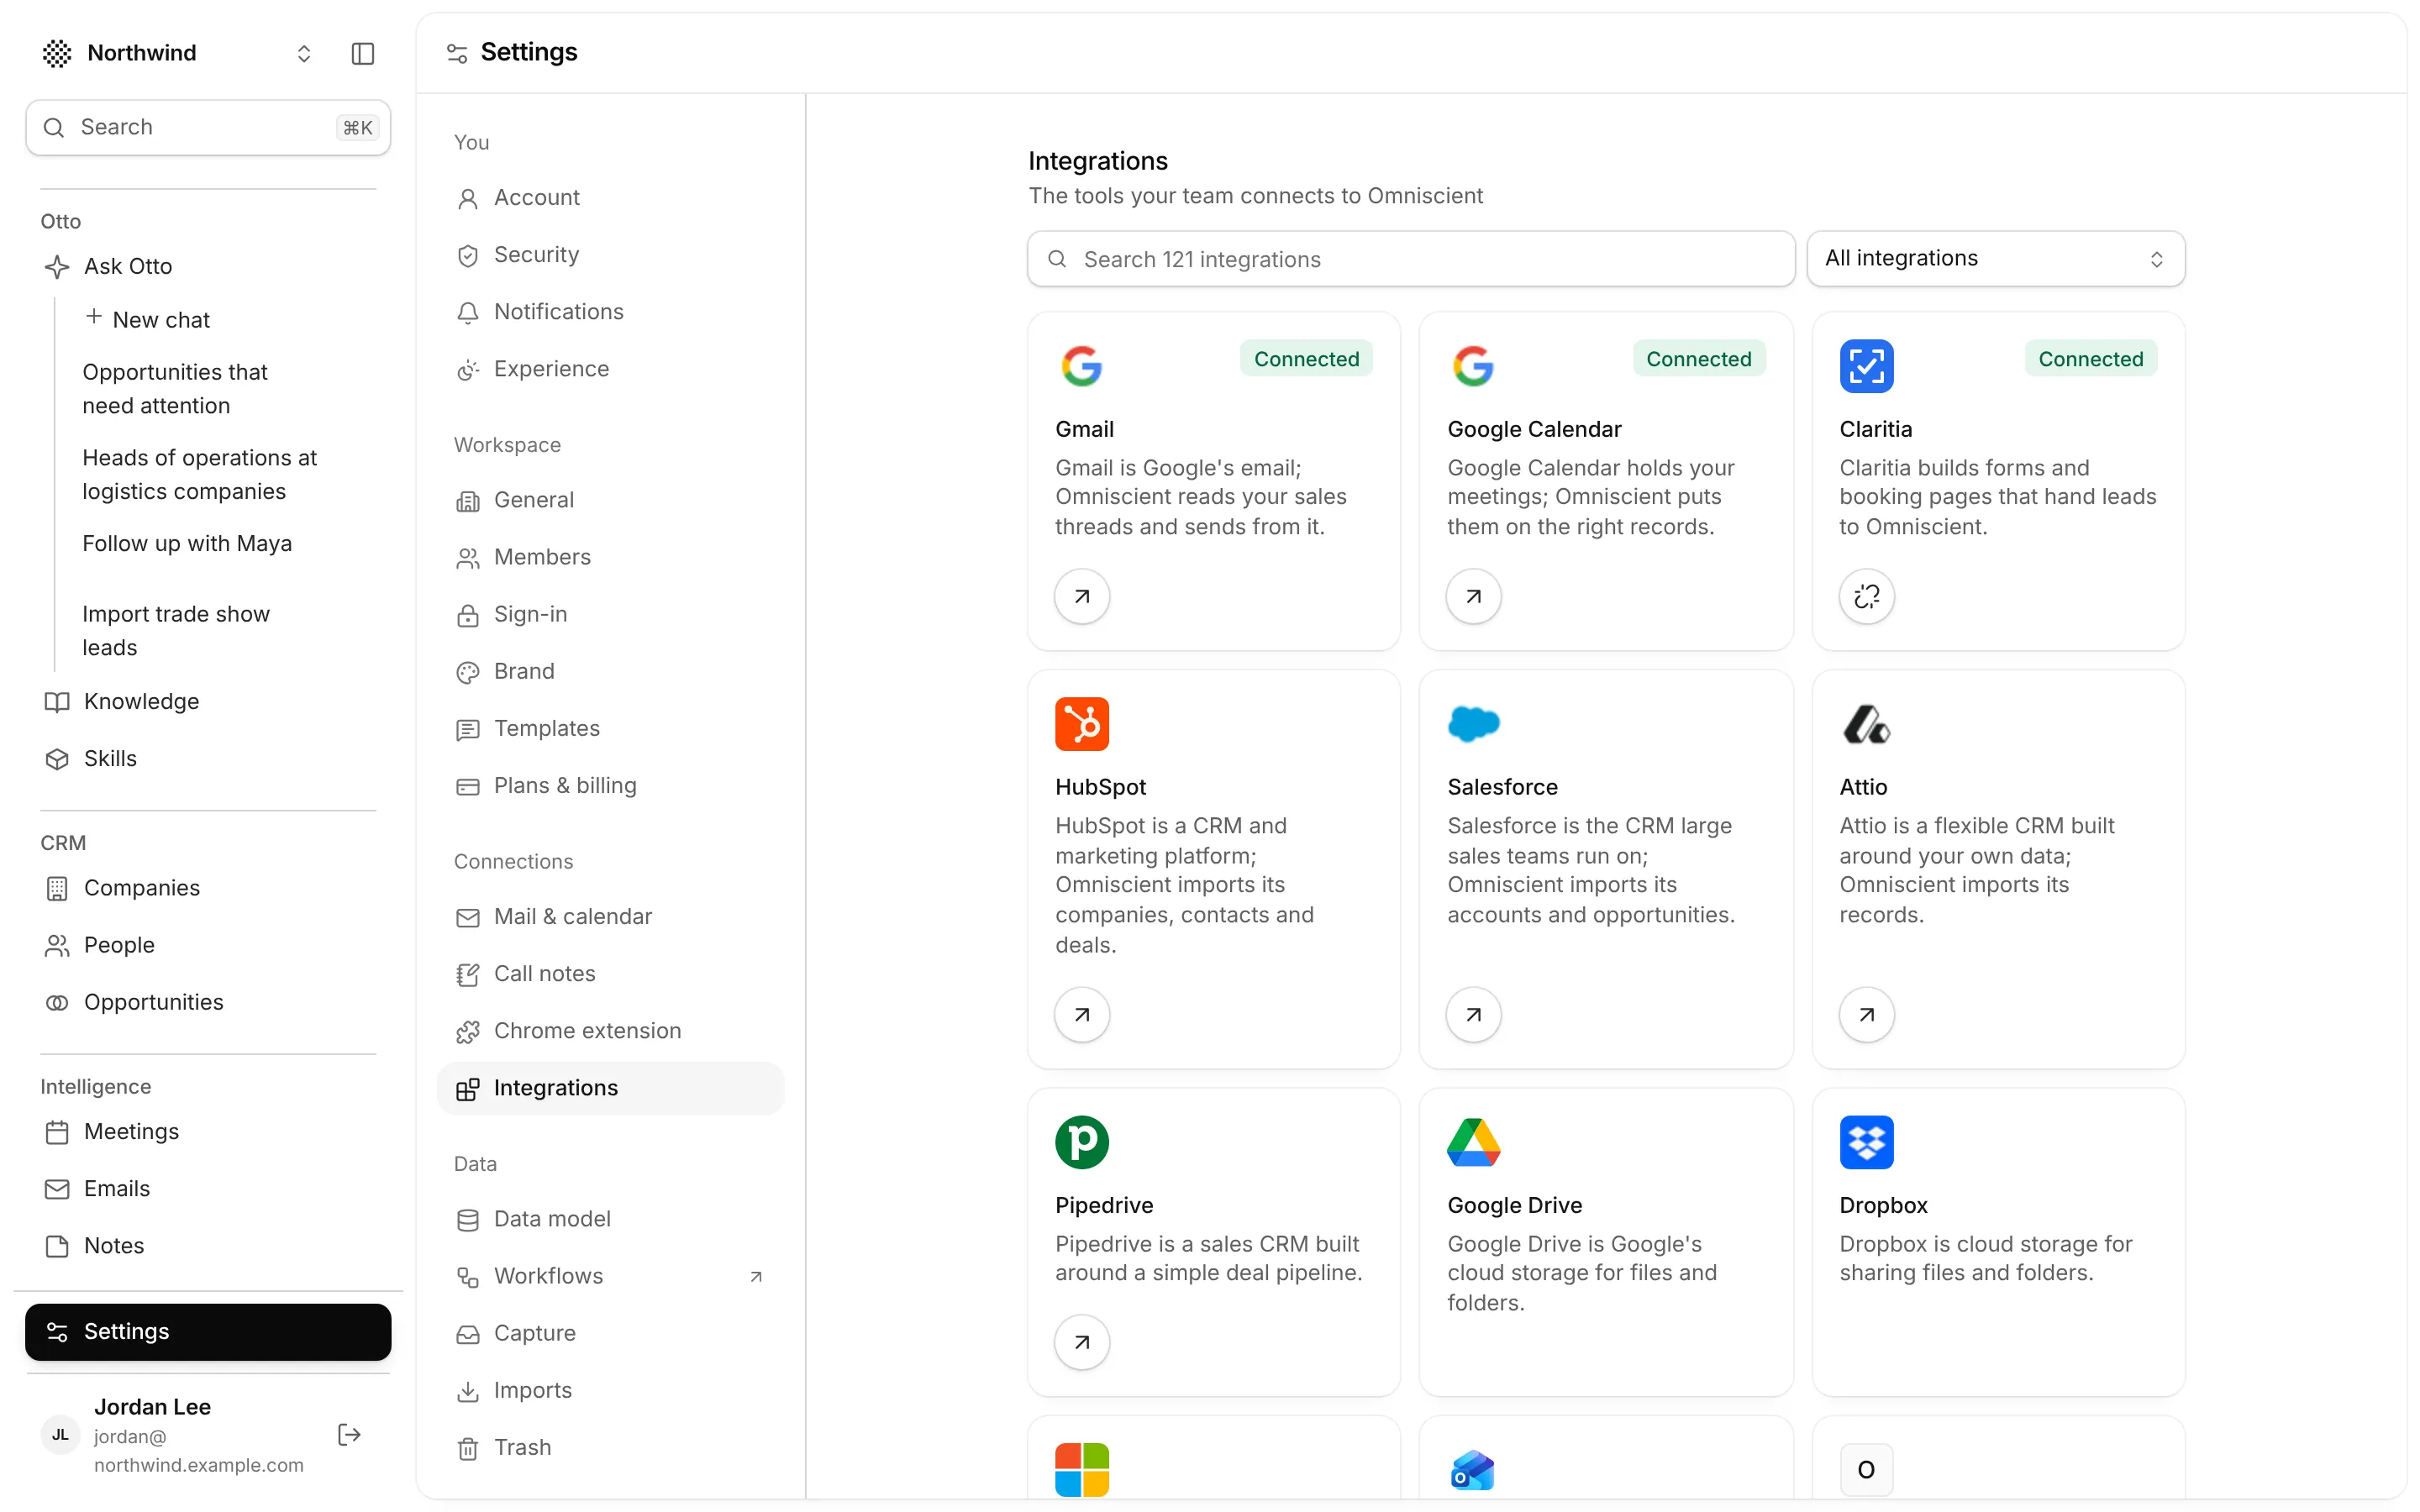 Northwind
Search
⌘K
Otto
Ask Otto
New chat
Opportunities that
need attention
Heads of operations at
logistics companies
Follow up with Maya
Import trade show
leads
Knowledge
Skills
CRM
Companies
People
Opportunities
Intelligence
Meetings
Emails
Notes
Settings
JL
Jordan Lee
jordan@
northwind.example.com
Settings
You
Account
Security
Notifications
Experience
Workspace
General
Members
Sign-in
Brand
Templates
Plans & billing
Connections
Mail & calendar
Call notes
Chrome extension
Integrations
Data
Data model
Workflows
Capture
Imports
Trash
Integrations
The tools your team connects to Omniscient
Search 121 integrations
All integrations
Connected
Gmail
Gmail is Google's email;
Omniscient reads your sales
threads and sends from it.
Connected
Google Calendar
Google Calendar holds your
meetings; Omniscient puts
them on the right records.
Connected
Claritia
Claritia builds forms and
booking pages that hand leads
to Omniscient.
HubSpot
HubSpot is a CRM and
marketing platform;
Omniscient imports its
companies, contacts and
deals.
Salesforce
Salesforce is the CRM large
sales teams run on;
Omniscient imports its
accounts and opportunities.
Attio
Attio is a flexible CRM built
around your own data;
Omniscient imports its
records.
Pipedrive
Pipedrive is a sales CRM built
around a simple deal pipeline.
Google Drive
Google Drive is Google's
cloud storage for files and
folders.
Dropbox
Dropbox is cloud storage for
sharing files and folders.
O